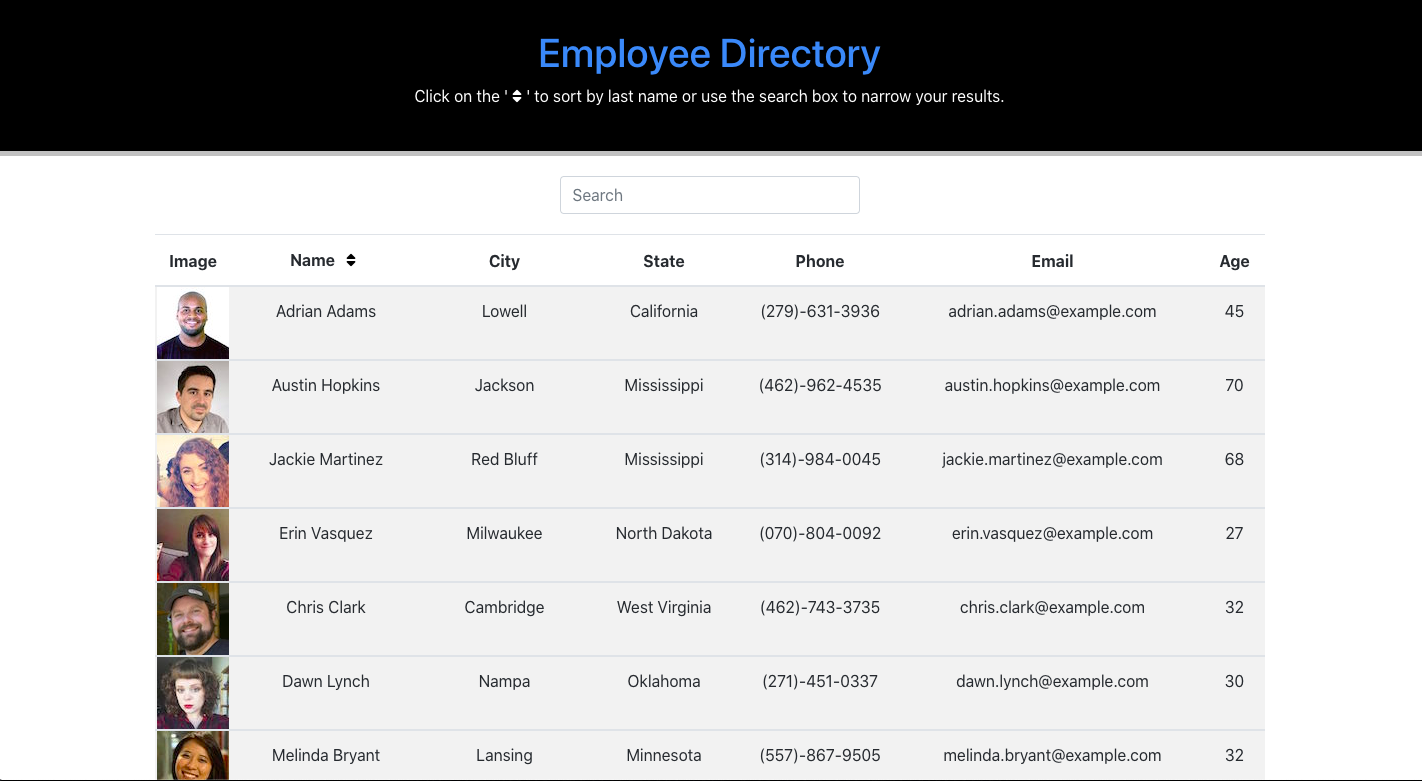 Employee Directory
Click on the ' ' to sort by last name or use the search box to narrow your results.
Search
Image Name City State Phone Email Age
Adrian Adams Lowell California (279)-631-3936 adrian.adams@example.com 45
Austin Hopkins Jackson Mississippi (462)-962-4535 austin.hopkins@example.com 70
Jackie Martinez Red Bluff Mississippi (314)-984-0045 jackie.martinez@example.com 68
Erin Vasquez Milwaukee North Dakota (070)-804-0092 erin.vasquez@example.com 27
Chris Clark Cambridge West Virginia (462)-743-3735 chris.clark@example.com 32
Dawn Lynch Nampa Oklahoma (271)-451-0337 dawn.lynch@example.com 30
Melinda Bryant Lansing Minnesota (557)-867-9505 melinda.bryant@example.com 32